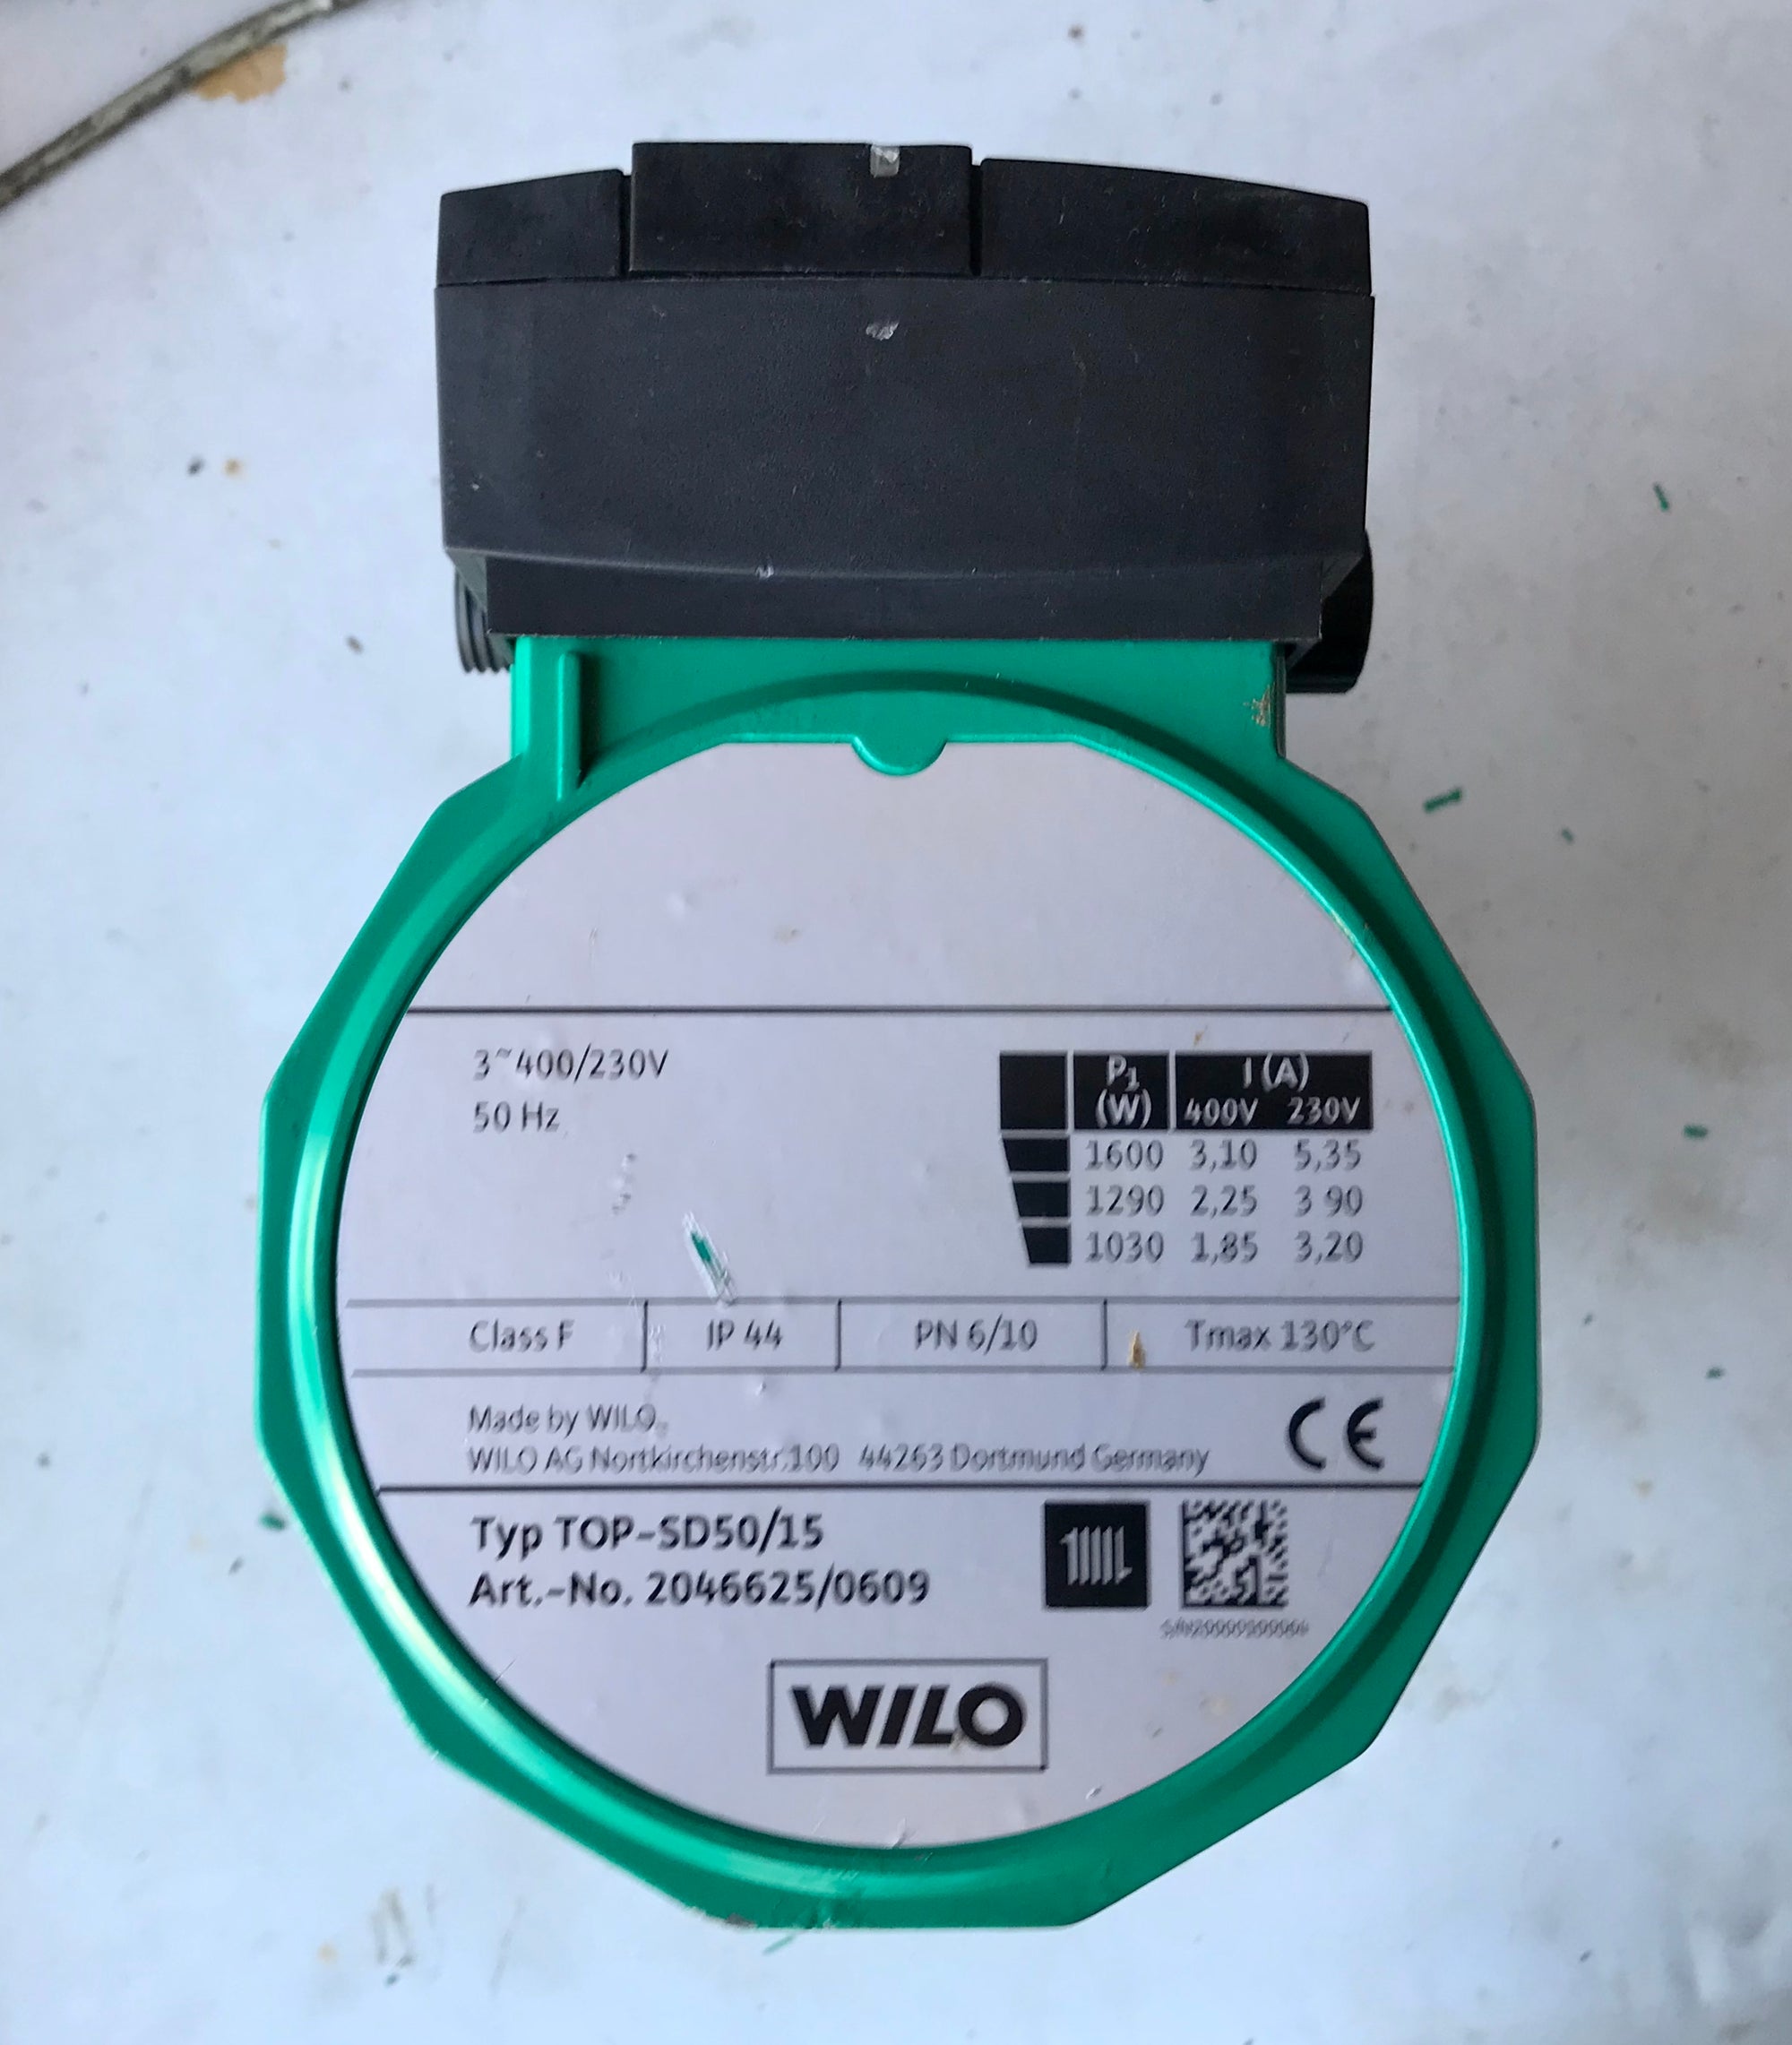 3~400/230V
50 Hz
P1 I (A)
(W) 400V 230V
1600 3,10 5,35
1290 2,25 3 90
1030 1,85 3,20
Class F IP 44 PN 6/10 Tmax 130°C
Made by WILO
WILO AG Nortkirchenstr.100 44263 Dortmund Germany
CE
Typ TOP-SD50/15
Art.-No. 2046625/0609
WILO